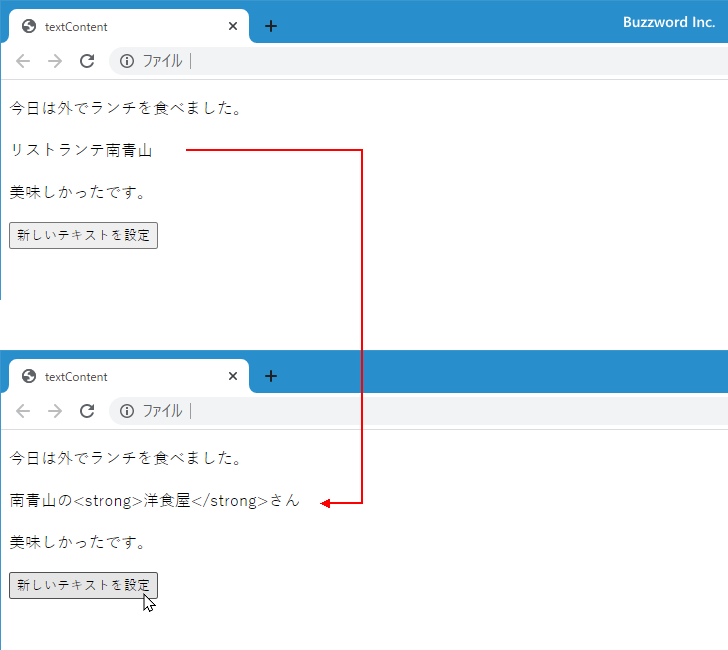 textContent
Buzzword Inc.
ファイル
今日は外でランチを食べました。
リストランテ南青山
美味しかったです。
新しいテキストを設定
textContent
ファイル
今日は外でランチを食べました。
南青山の<strong>洋食屋</strong>さん
美味しかったです。
新しいテキストを設定